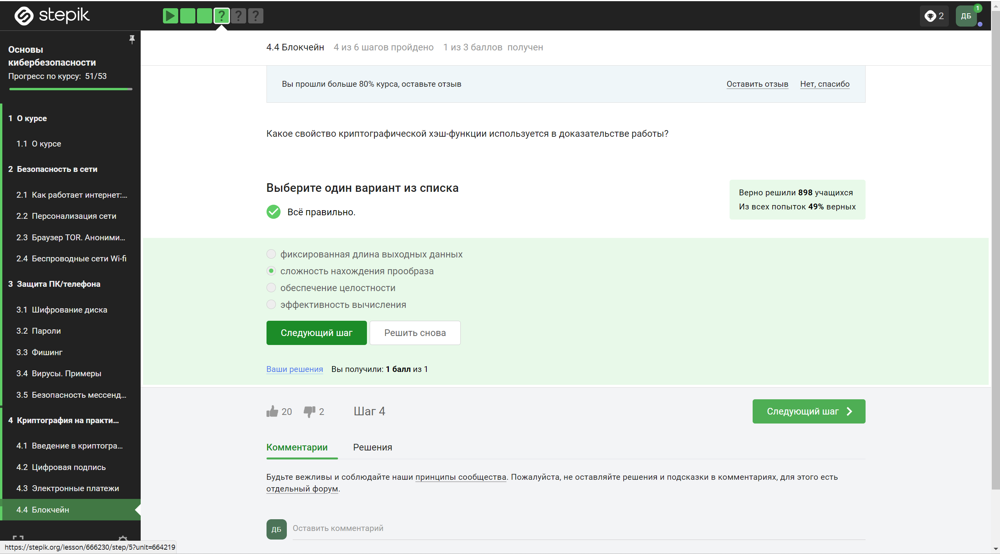 stepik
? ? ?
2
ДБ
1
Основы
кибербезопасности
Прогресс по курсу: 51/53
1 О курсе
1.1 О курсе
2 Безопасность в сети
2.1 Как работает интернет:...
2.2 Персонализация сети
2.3 Браузер TOR. Аноними...
2.4 Беспроводные сети Wi-fi
3 Защита ПК/телефона
3.1 Шифрование диска
3.2 Пароли
3.3 Фишинг
3.4 Вирусы. Примеры
3.5 Безопасность мессенд...
4 Криптография на практи...
4.1 Введение в криптогра...
4.2 Цифровая подпись
4.3 Электронные платежи
4.4 Блокчейн
4.4 Блокчейн 4 из 6 шагов пройдено 1 из 3 баллов получен
Вы прошли больше 80% курса, оставьте отзыв Оставить отзыв Нет, спасибо
Какое свойство криптографической хэш-функции используется в доказательстве работы?
Выберите один вариант из списка
Всё правильно.
Верно решили 898 учащихся
Из всех попыток 49% верных
фиксированная длина выходных данных
сложность нахождения прообраза
обеспечение целостности
эффективность вычисления
Следующий шаг Решить снова
Ваши решения Вы получили: 1 балл из 1
20 2 Шаг 4 Следующий шаг
Комментарии Решения
Будьте вежливы и соблюдайте наши принципы сообщества. Пожалуйста, не оставляйте решения и подсказки в комментариях, для этого есть
отдельный форум.
ДБ Оставить комментарий
https://stepik.org/lesson/666230/step/5?unit=664219